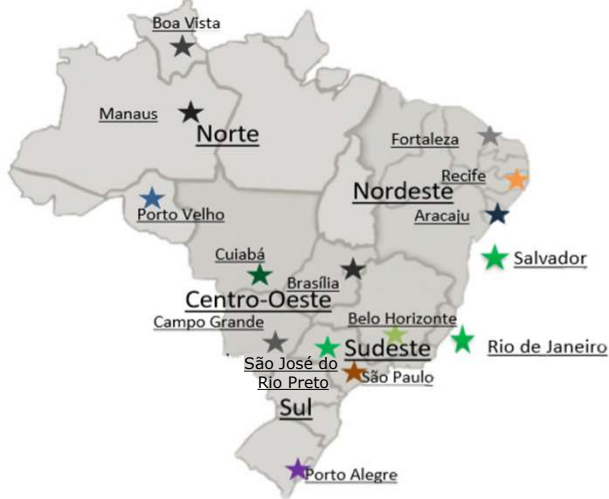 Boa Vista
Manaus
Norte
Fortaleza
Recife
Nordeste
Porto Velho
Aracaju
Cuiabá
Salvador
Brasília
Centro-Oeste
Campo Grande
Belo Horizonte
Sudeste
Rio de Janeiro
São José do
Rio Preto
São Paulo
Sul
Porto Alegre